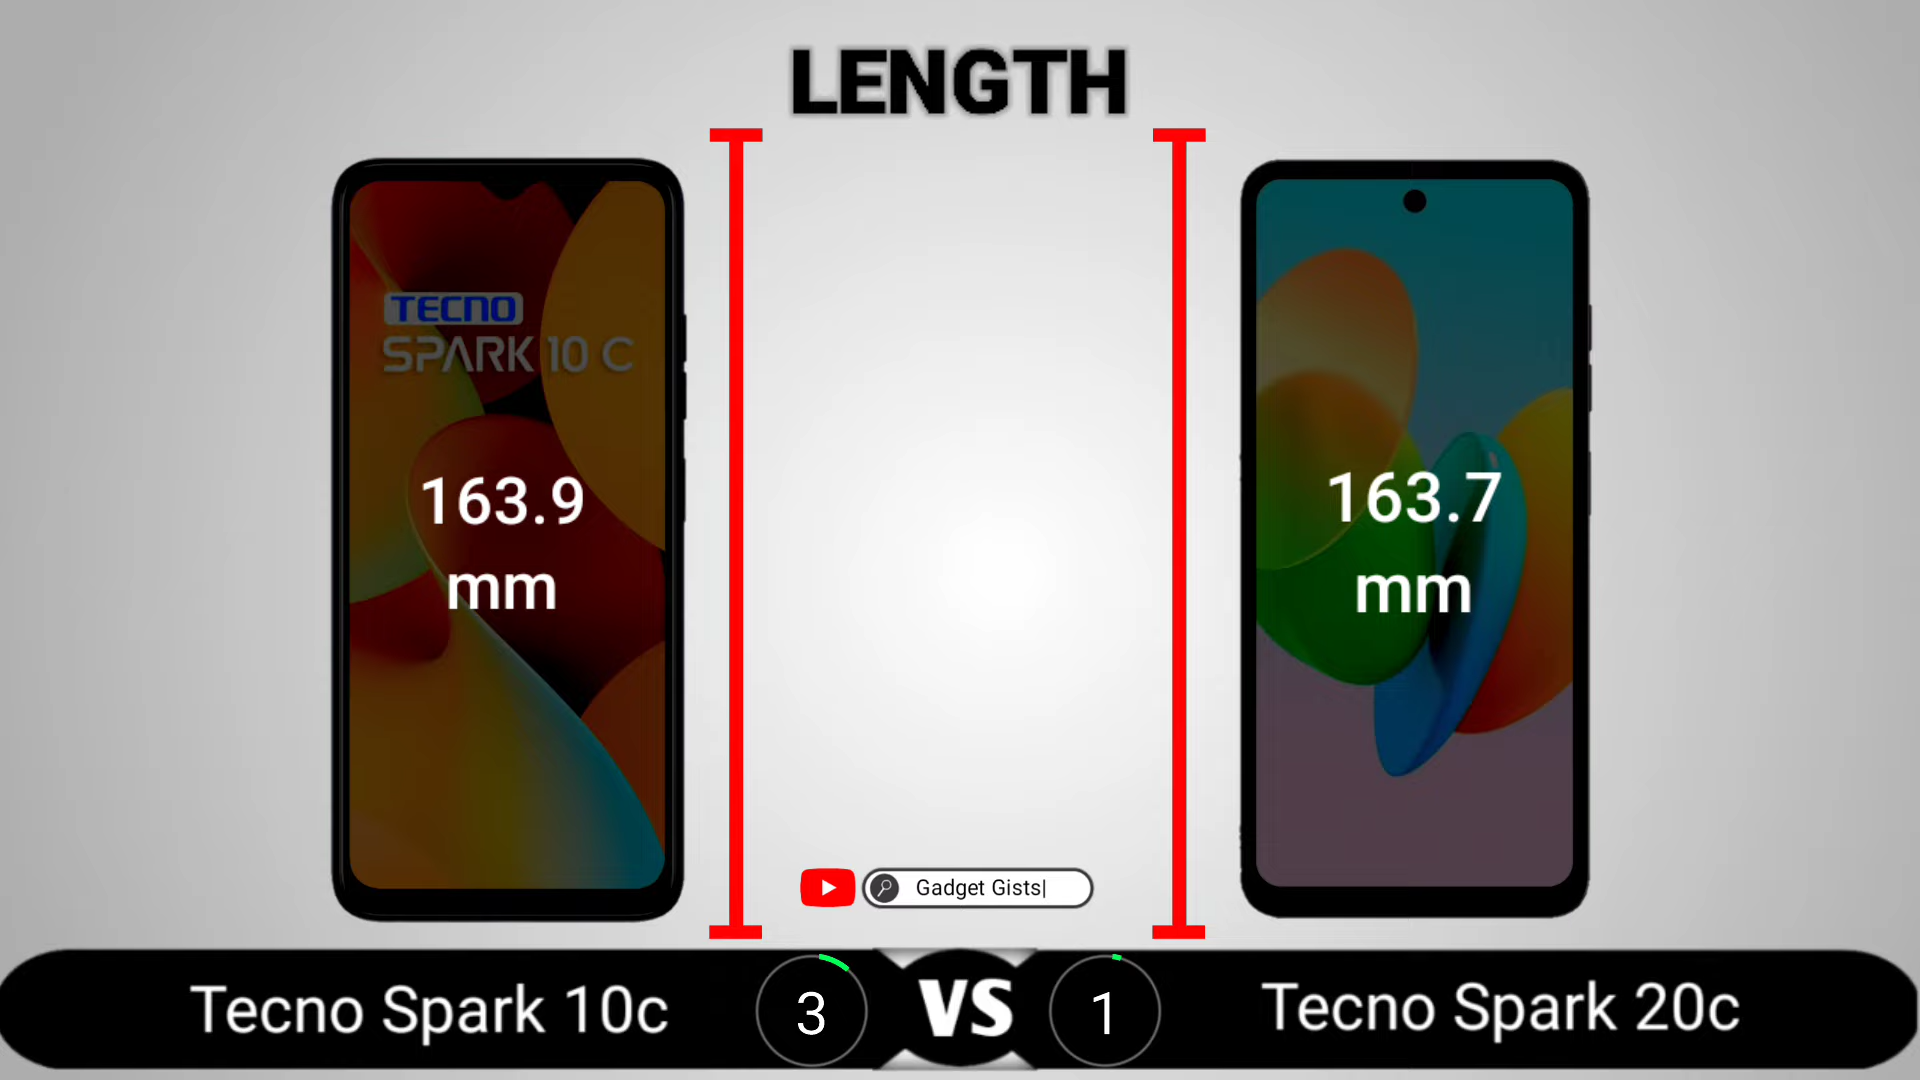 LENGTH
TECNO
SPARK 10 C
163.9
mm
163.7
mm
Gadget Gists|
Tecno Spark 10c
3
VS
1
Tecno Spark 20c